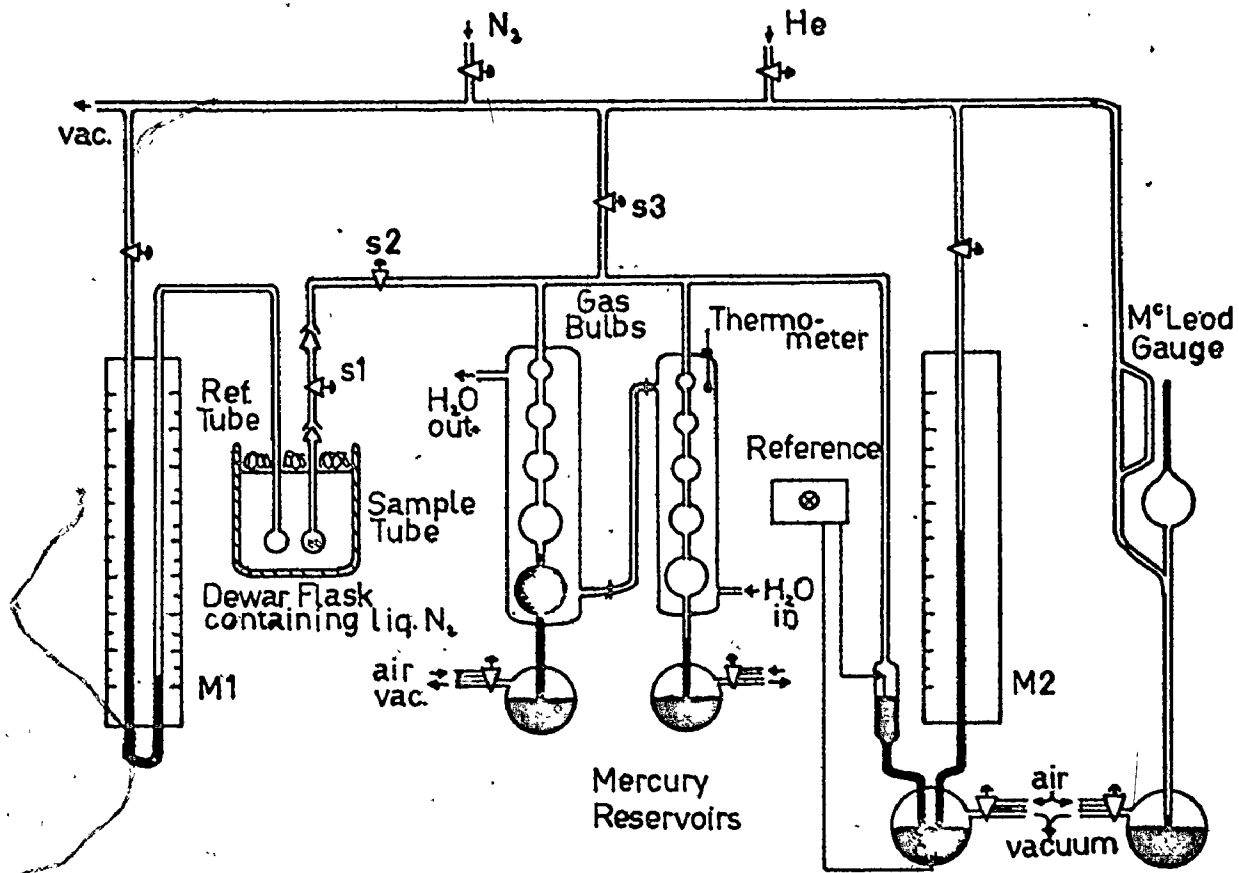 N₂
He
vac.
s3
s2
Gas
Bulbs
Thermo-
meter
McLeod
Gauge
s1
Ref.
Tube
H₂O
out.
Reference
Sample
Tube
Dewar Flask
containing liq. N₂
H₂O
in
air
vac.
M1
M2
Mercury
Reservoirs
air
vacuum